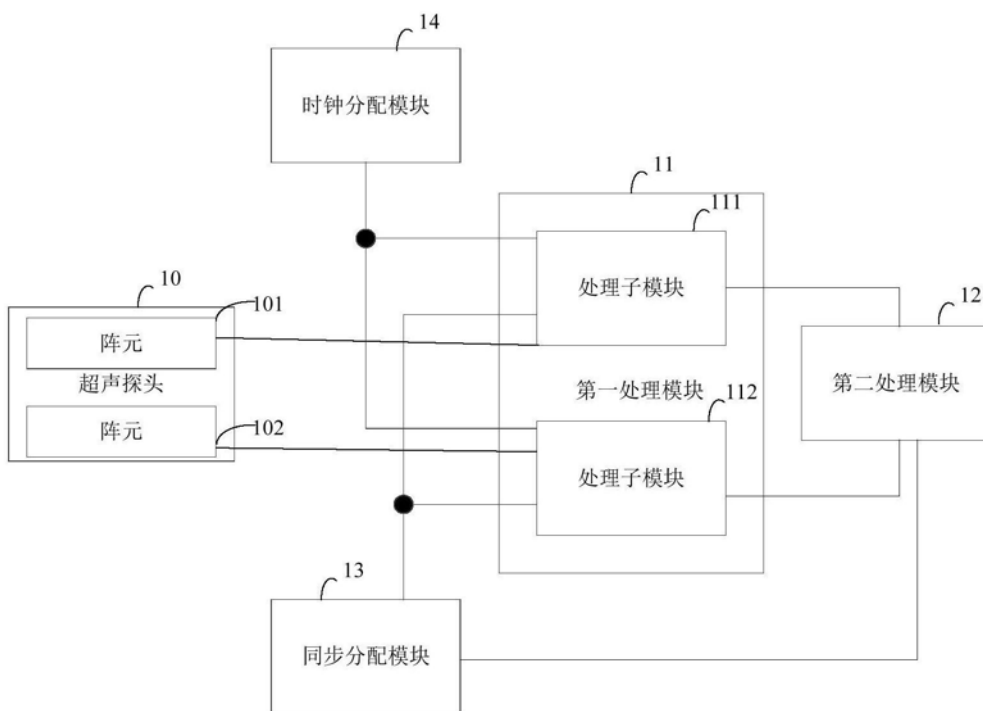 14
时钟分配模块
11
111
处理子模块
10
101
阵元
超声探头
阵元
102
第一处理模块
112
处理子模块
12
第二处理模块
13
同步分配模块